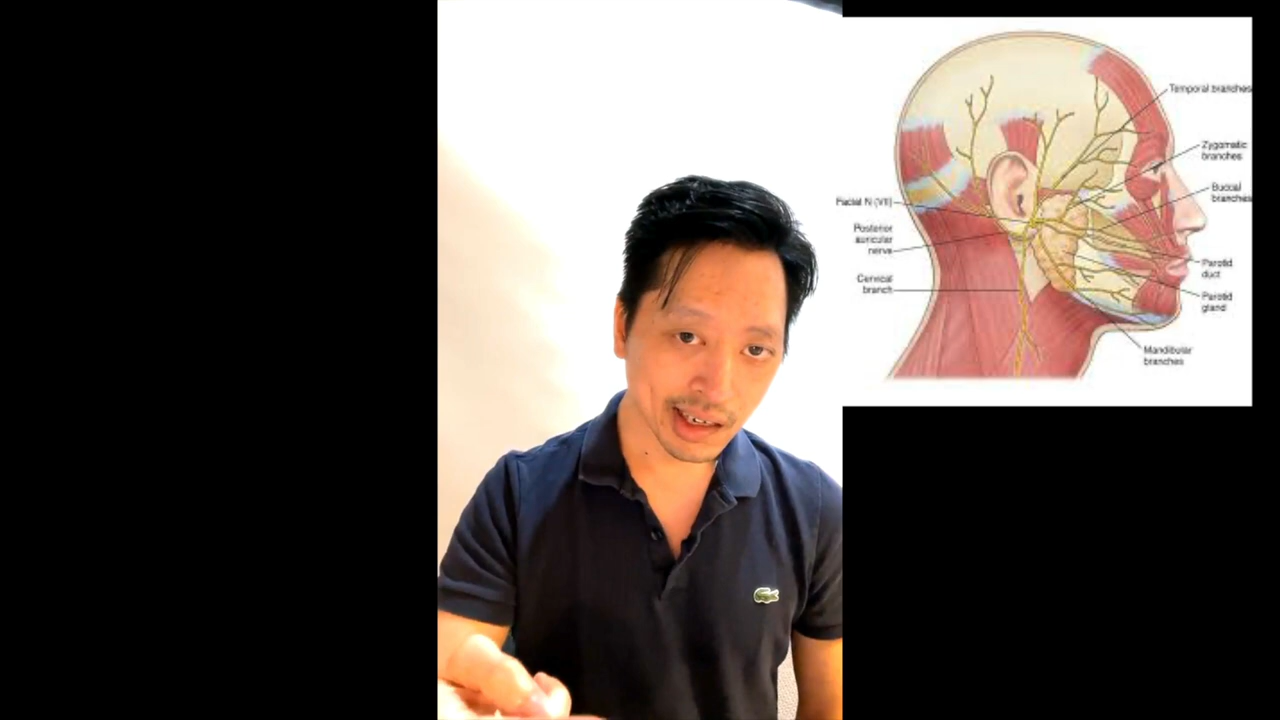 Temporal branches
Zygomatic
branches
Buccal
branches
Facial N (VII)
Posterior
auricular
nerve
Parotid
duct
Cervical
branch
Parotid
gland
Mandibular
branches